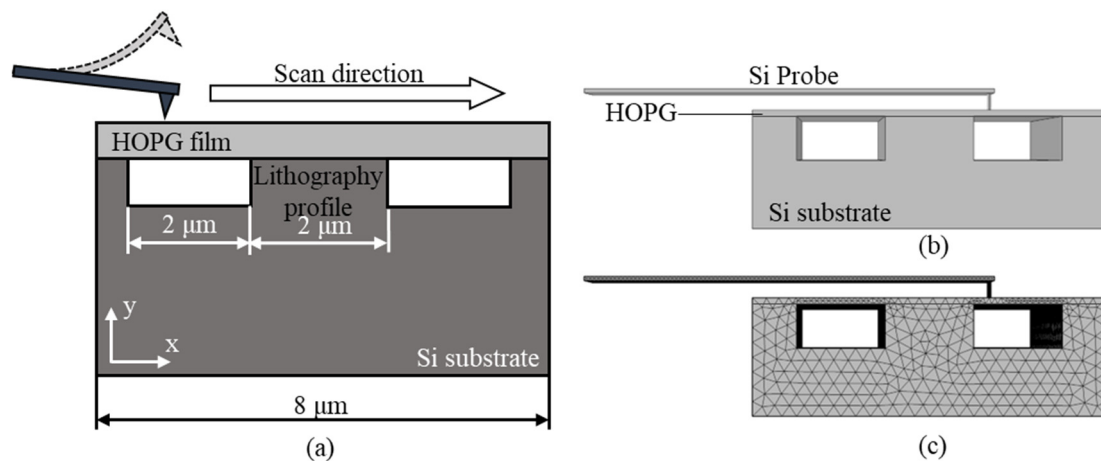 Scan direction
HOPG film
Lithography
profile
2 μm
2 μm
y
x
Si substrate
8 μm
(a)
Si Probe
HOPG
Si substrate
(b)
(c)